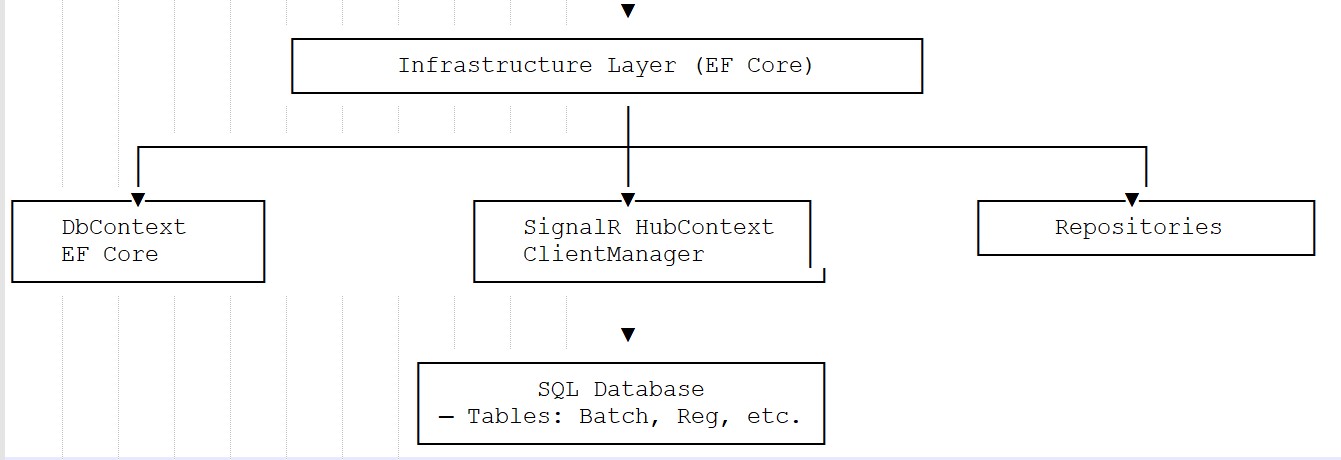 Infrastructure Layer (EF Core)
DbContext
EF Core
SignalR HubContext
ClientManager
Repositories
SQL Database
— Tables: Batch, Reg, etc.